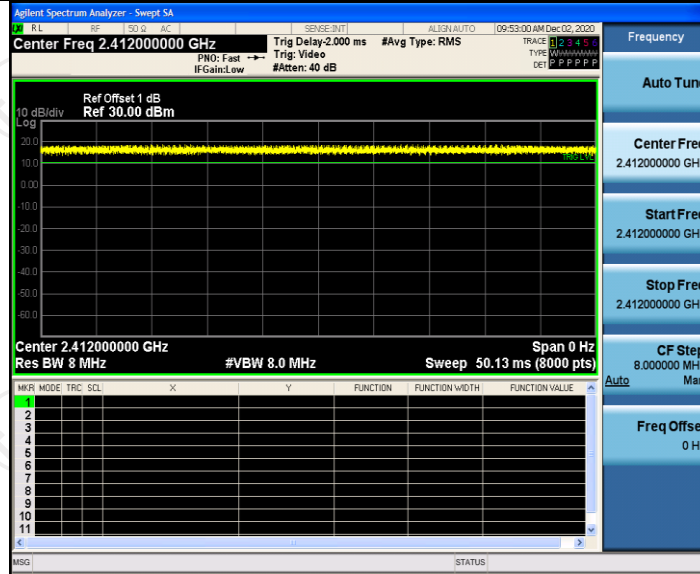 Agilent Spectrum Analyzer - Swept SA
RL RF 50 Ω AC SENSE:INT ALIGN AUTO 09:53:00 AM Dec 02, 2020
Center Freq 2.412000000 GHz
PNO: Fast
IFGain:Low
Trig Delay-2.000 ms
Trig: Video
#Atten: 40 dB
#Avg Type: RMS
TRACE 1 2 3 4 5 6
TYPE
DET P P P P P P
Ref Offset 1 dB
10 dB/div Ref 30.00 dBm
Log
20.0
10.0
0.00
-10.0
-20.0
-30.0
-40.0
-50.0
-60.0
TRIG LVL
Center 2.412000000 GHz Span 0 Hz
Res BW 8 MHz #VBW 8.0 MHz Sweep 50.13 ms (8000 pts)
MKR MODE TRC SCL X Y FUNCTION FUNCTION WIDTH FUNCTION VALUE
1
2
3
4
5
6
7
8
9
10
11
MSG STATUS
Frequency
Auto Tun
Center Fre
2.412000000 GH
Start Fre
2.412000000 GH
Stop Fre
2.412000000 GH
CF Step
8.000000 MH
Auto Ma
Freq Offse
0 H